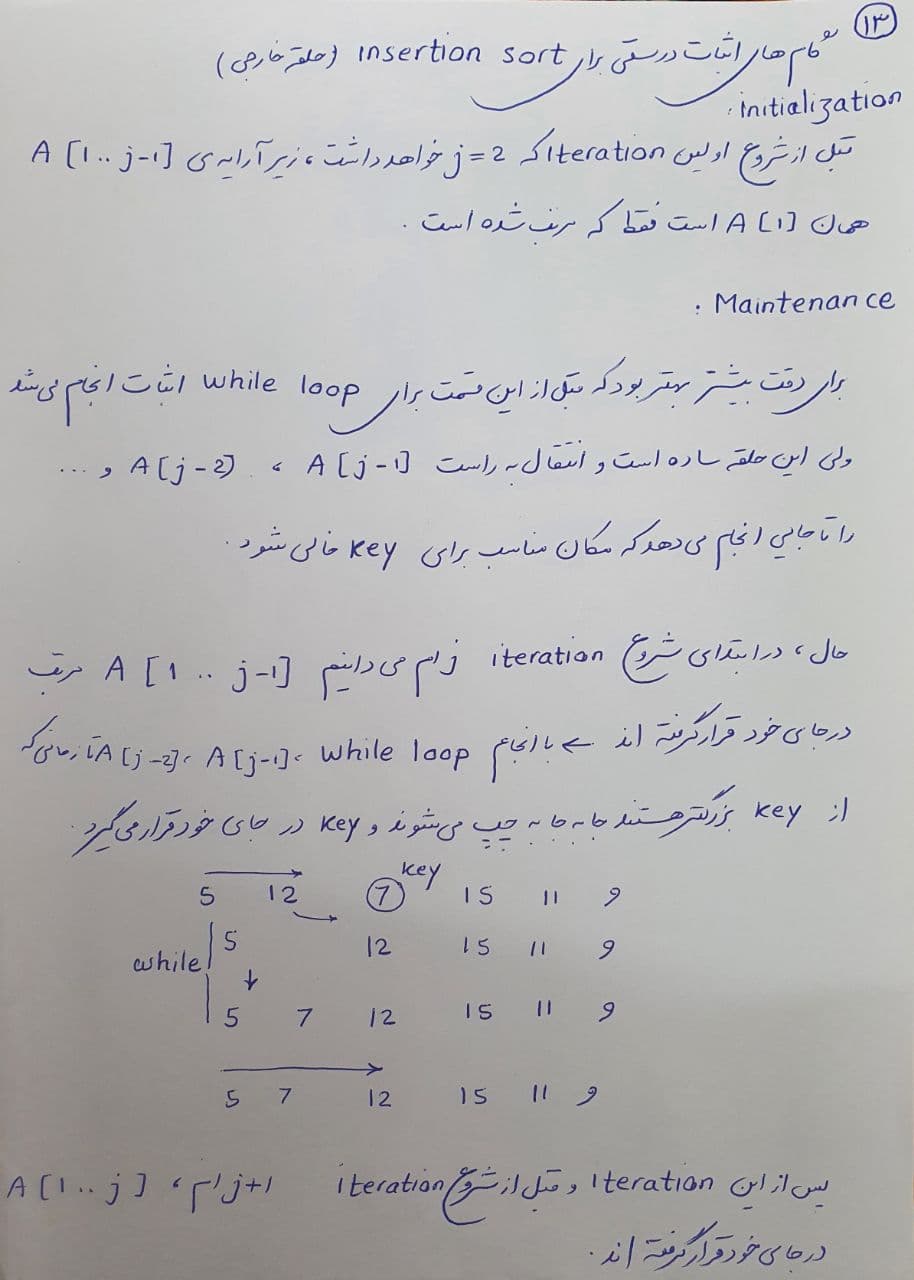 ۱۳
گام های اثبات درستی برای insertion sort (حلقه خارجی)
initialization :
قبل از شروع اولین Iteration که j=2 خواهد داشت، زیر آرایه ی A [1 .. j-1]
همان A [1] است فقط که مرتب شده است .
Maintenance :
برای دقت بیشتر بهتر بود که قبل از این قسمت برای while loop اثبات انجام می شد
ولی این حلقه ساده است و انتقال به راست A [j-1] ، A [j-2] و ...
را تا جایی انجام می دهد که مکان مناسب برای key خالی شود .
حال ، در ابتدای شروع iteration j ام می دانیم A [1 .. j-1] مرتب
در جای خود قرار گرفته اند => با انجام while loop ، A [j-1] ، A [j-2] تا زمانی که
از key بزرگتر هستند جا به جا به چپ می شوند و key در جای خود قرار می گیرد .
5 12 7 key 15 11 9
while 5 12 15 11 9
5 7 12 15 11 9
5 7 12 15 11 9
پس از این Iteration و قبل از شروع iteration j+1 ام ، A [1 .. j]
در جای خود قرار گرفته اند .